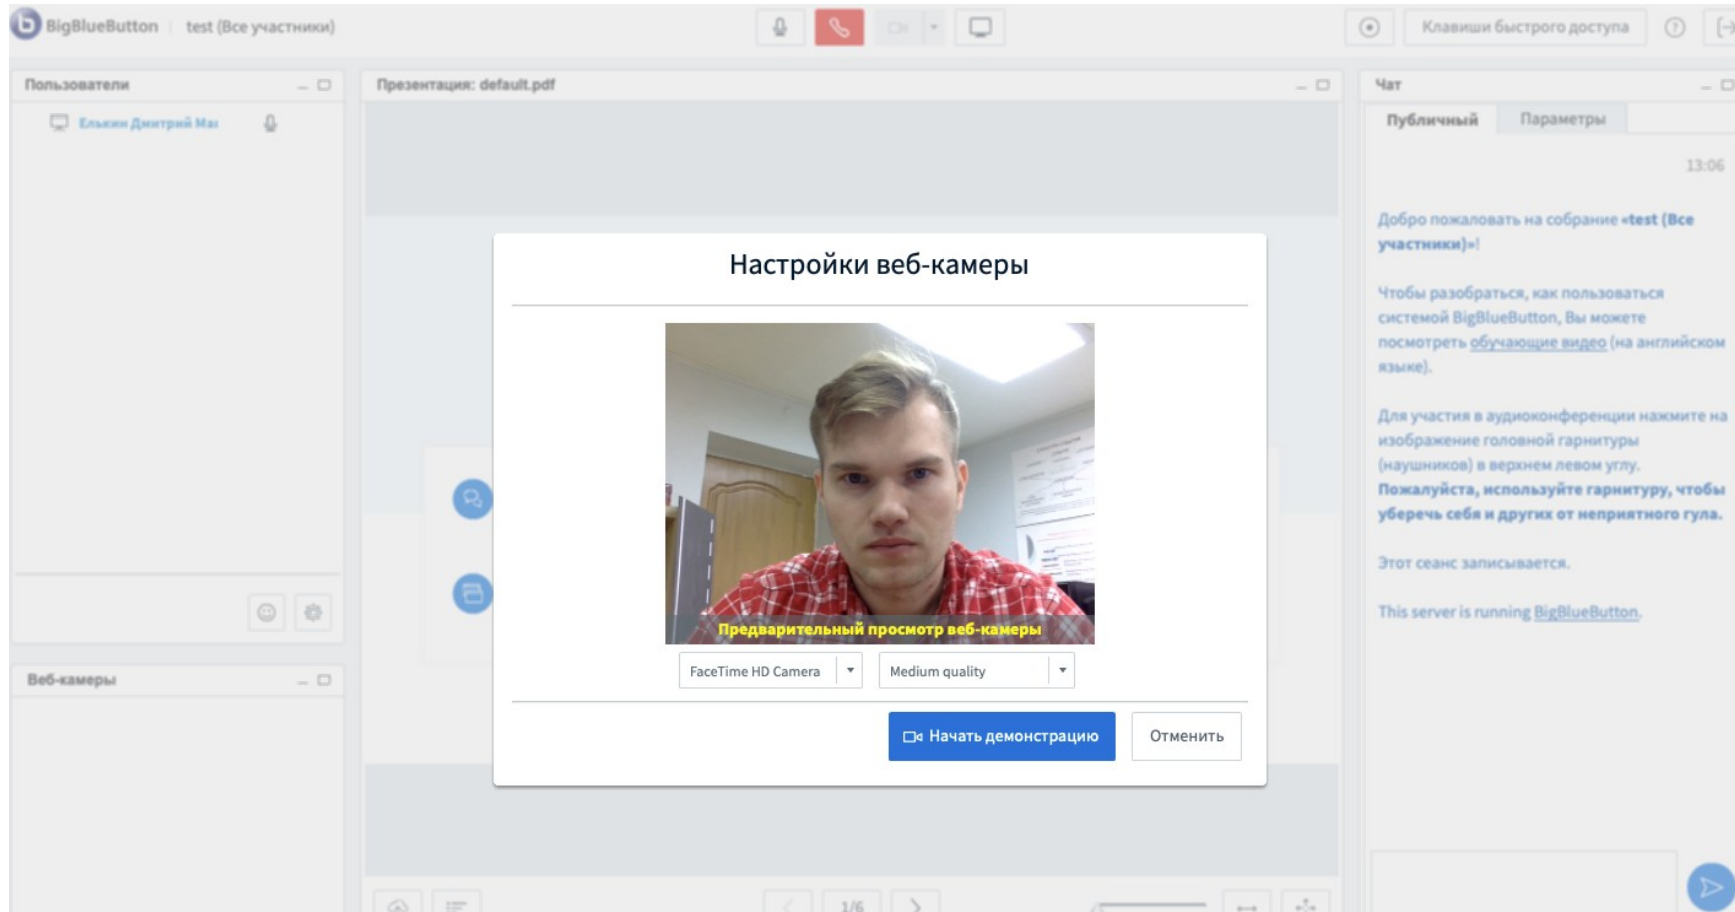 BigBlueButton
test (Все участники)
Клавиши быстрого доступа
Пользователи
Елькин Дмитрий
Веб-камеры
Презентация: default.pdf
Настройки веб-камеры
Предварительный просмотр веб-камеры
FaceTime HD Camera
Medium quality
Начать демонстрацию
Отменить
1/6
Чат
Публичный
Параметры
13:06
Добро пожаловать на собрание «test (Все
участники)»!
Чтобы разобраться, как пользоваться
системой BigBlueButton, Вы можете
посмотреть обучающие видео (на английском
языке).
Для участия в аудиоконференции нажмите на
изображение головной гарнитуры
(наушников) в верхнем левом углу.
Пожалуйста, используйте гарнитуру, чтобы
уберечь себя и других от неприятного гула.
Этот сеанс записывается.
This server is running BigBlueButton.